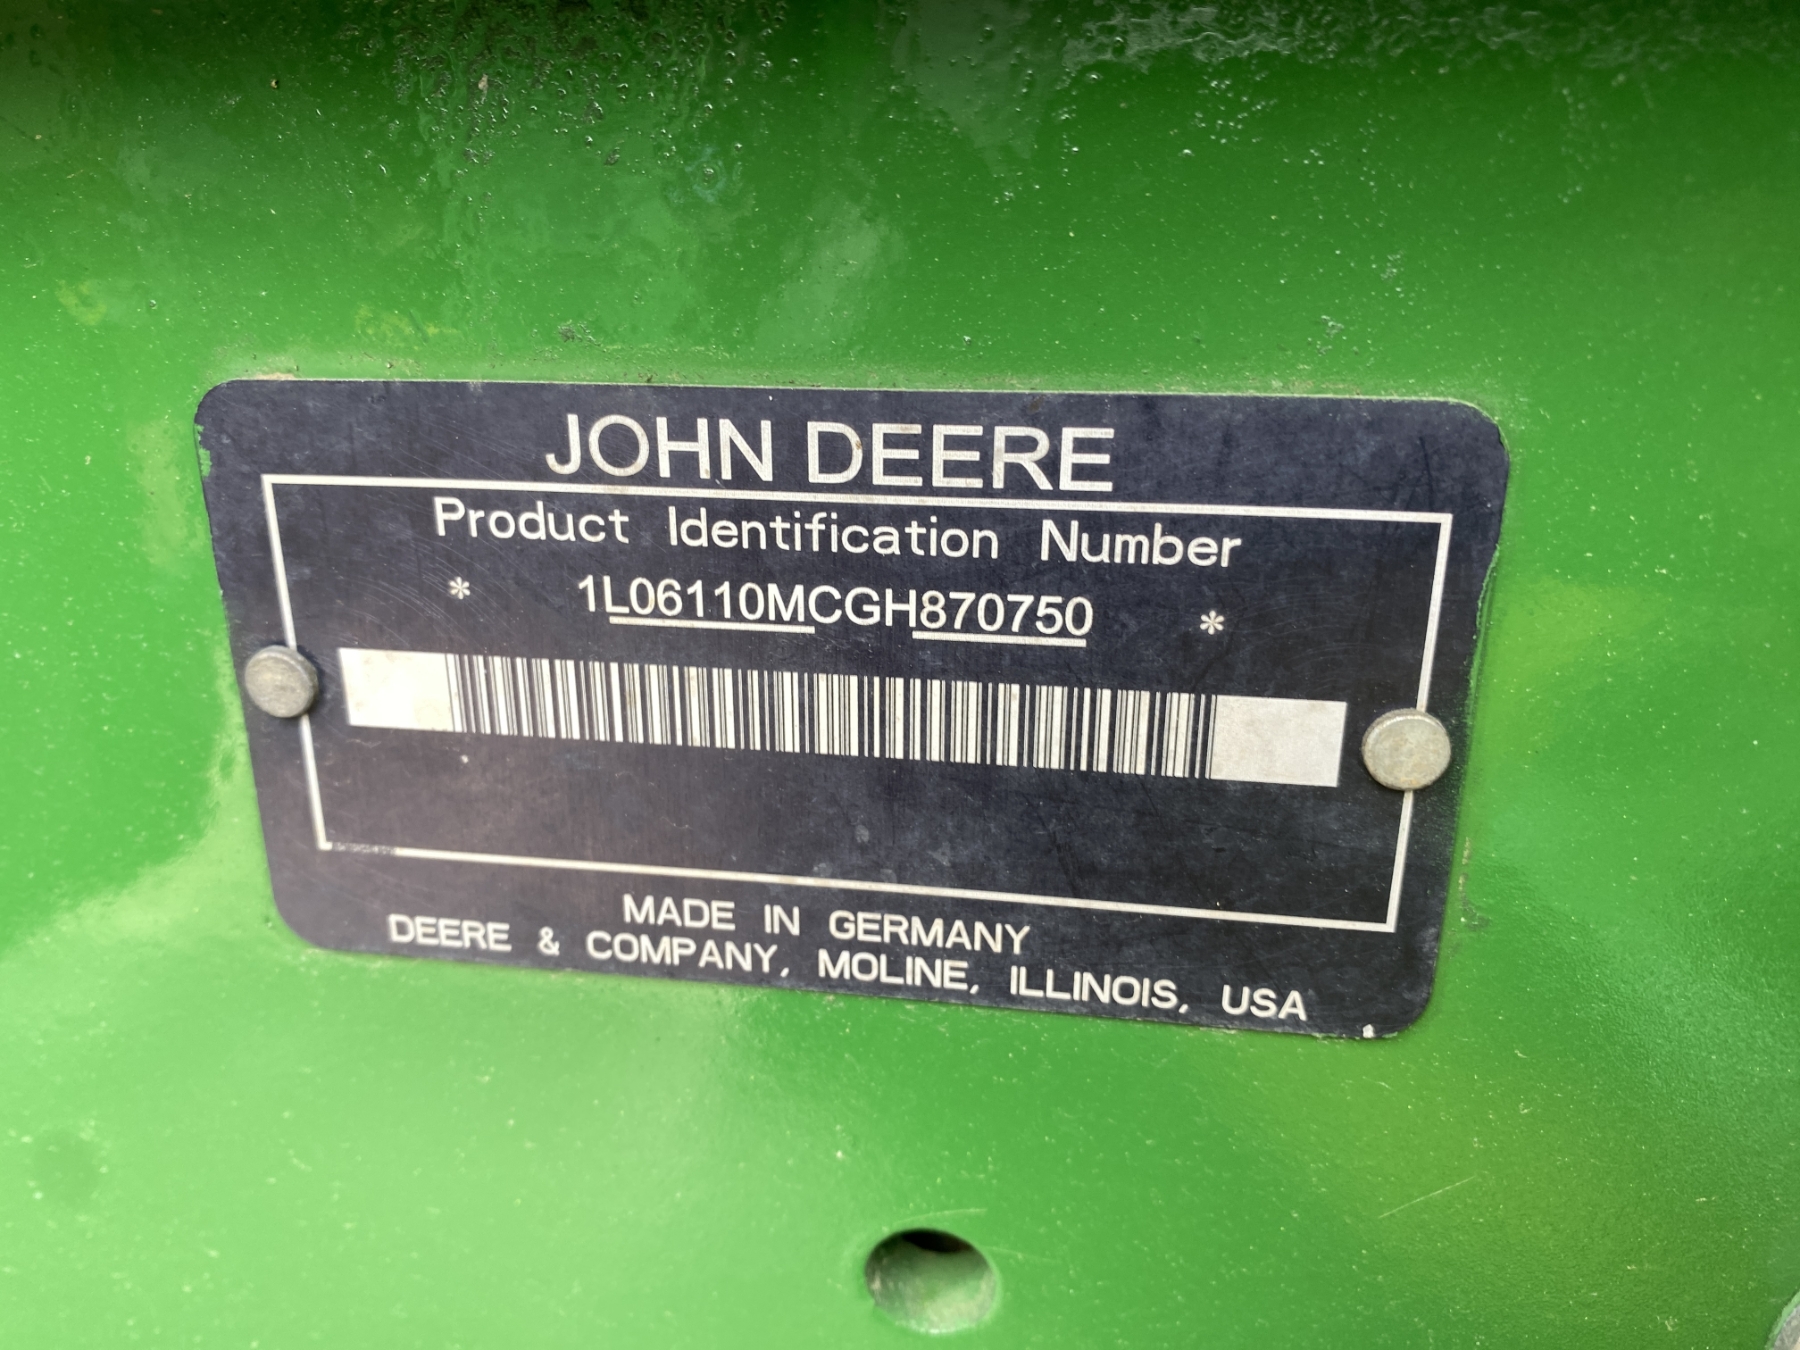 JOHN DEERE
Product Identification Number
* 1L06110MCGH870750 *
MADE IN GERMANY
DEERE & COMPANY, MOLINE, ILLINOIS, USA